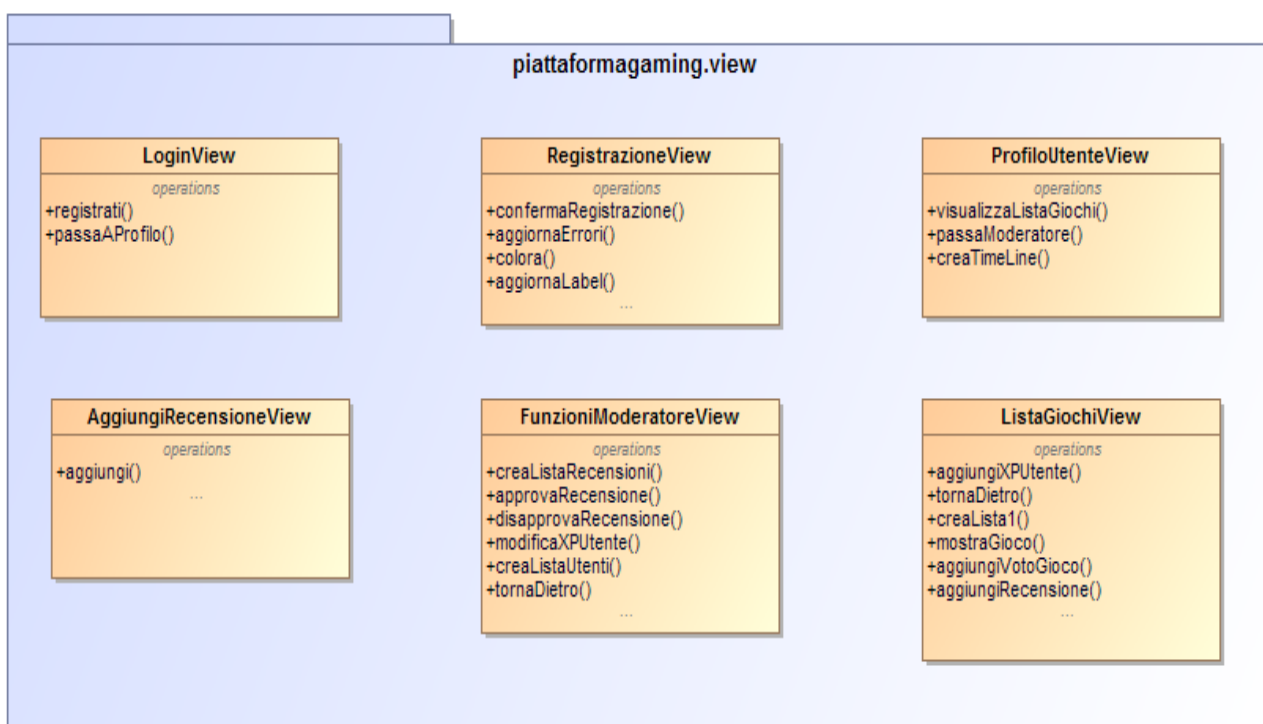 piattaformagaming.view
LoginView
operations
+registrati()
+passaAProfilo()
RegistrazioneView
operations
+confermaRegistrazione()
+aggiornaErrori()
+colora()
+aggiornaLabel()
...
ProfiloUtenteView
operations
+visualizzaListaGiochi()
+passaModeratore()
+creaTimeLine()
AggiungiRecensioneView
operations
+aggiungi()
...
FunzioniModeratoreView
operations
+creaListaRecensioni()
+approvaRecensione()
+disapprovaRecensione()
+modificaXPUtente()
+creaListaUtenti()
+tornaDietro()
...
ListaGiochiView
operations
+aggiungiXPUtente()
+tornaDietro()
+creaLista1()
+mostraGioco()
+aggiungiVotoGioco()
+aggiungiRecensione()
...